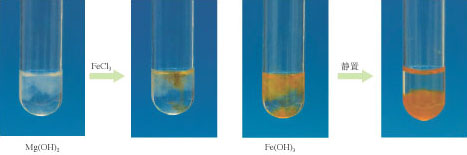 FeCl₃
静置
Mg(OH)₂
Fe(OH)₃